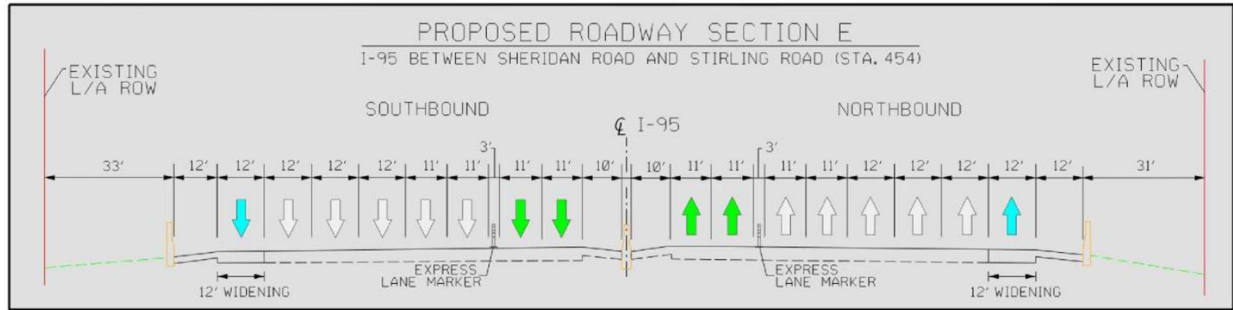 PROPOSED ROADWAY SECTION E
I-95 BETWEEN SHERIDAN ROAD AND STIRLING ROAD (STA. 454)
EXISTING
L/A ROW
EXISTING
L/A ROW
SOUTHBOUND
NORTHBOUND
℄ I-95
3'
3'
33' 12' 12' 12' 12' 12' 11' 11' 11' 11' 10' 10' 11' 11' 11' 11' 12' 12' 12' 12' 12' 31'
EXPRESS
LANE MARKER
EXPRESS
LANE MARKER
12' WIDENING
12' WIDENING